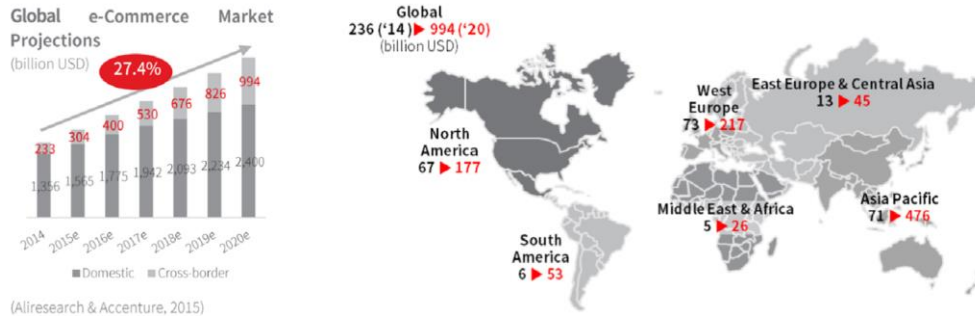 Global e-Commerce Market
Projections
(billion USD)
27.4%
233
304
400
530
676
826
994
1,356
1,565
1,775
1,942
2,093
2,234
2,400
2014
2015e
2016e
2017e
2018e
2019e
2020e
Domestic
Cross-border
(Aliresearch & Accenture, 2015)
Global
236 (‘14) ▶ 994 (‘20)
(billion USD)
North
America
67 ▶ 177
South
America
6 ▶ 53
West
Europe
73 ▶ 217
East Europe & Central Asia
13 ▶ 45
Middle East & Africa
5 ▶ 26
Asia Pacific
71 ▶ 476